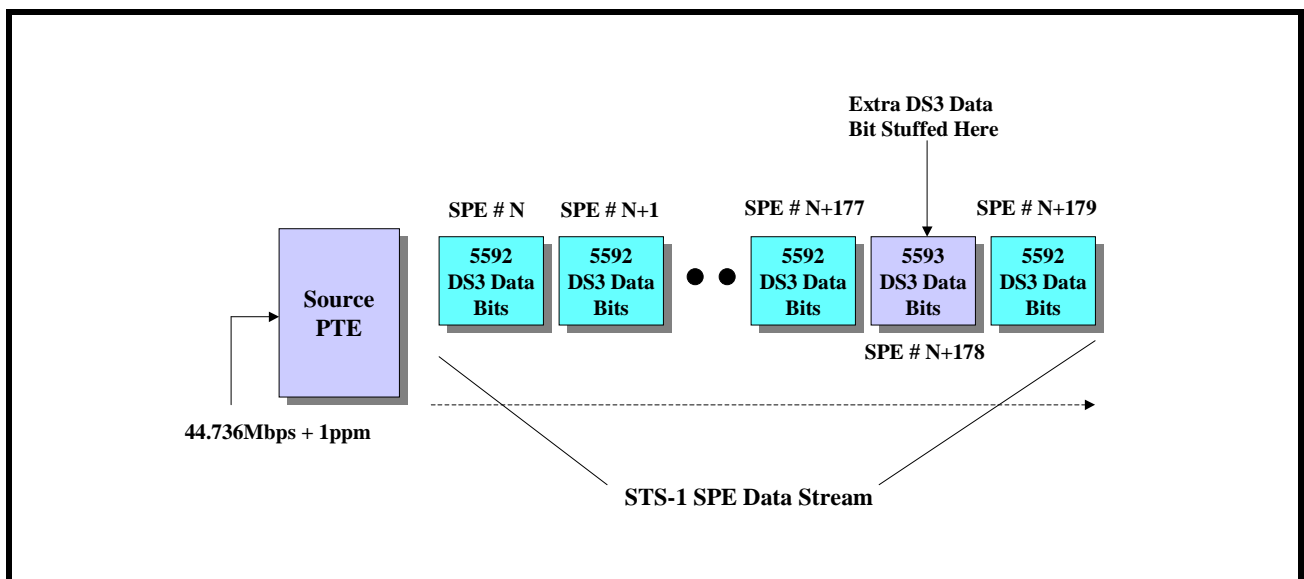 Extra DS3 Data
Bit Stuffed Here
SPE # N
SPE # N+1
SPE # N+177
SPE # N+179
5592
DS3 Data
Bits
5592
DS3 Data
Bits
5592
DS3 Data
Bits
5593
DS3 Data
Bits
5592
DS3 Data
Bits
Source
PTE
SPE # N+178
44.736Mbps + 1ppm
STS-1 SPE Data Stream